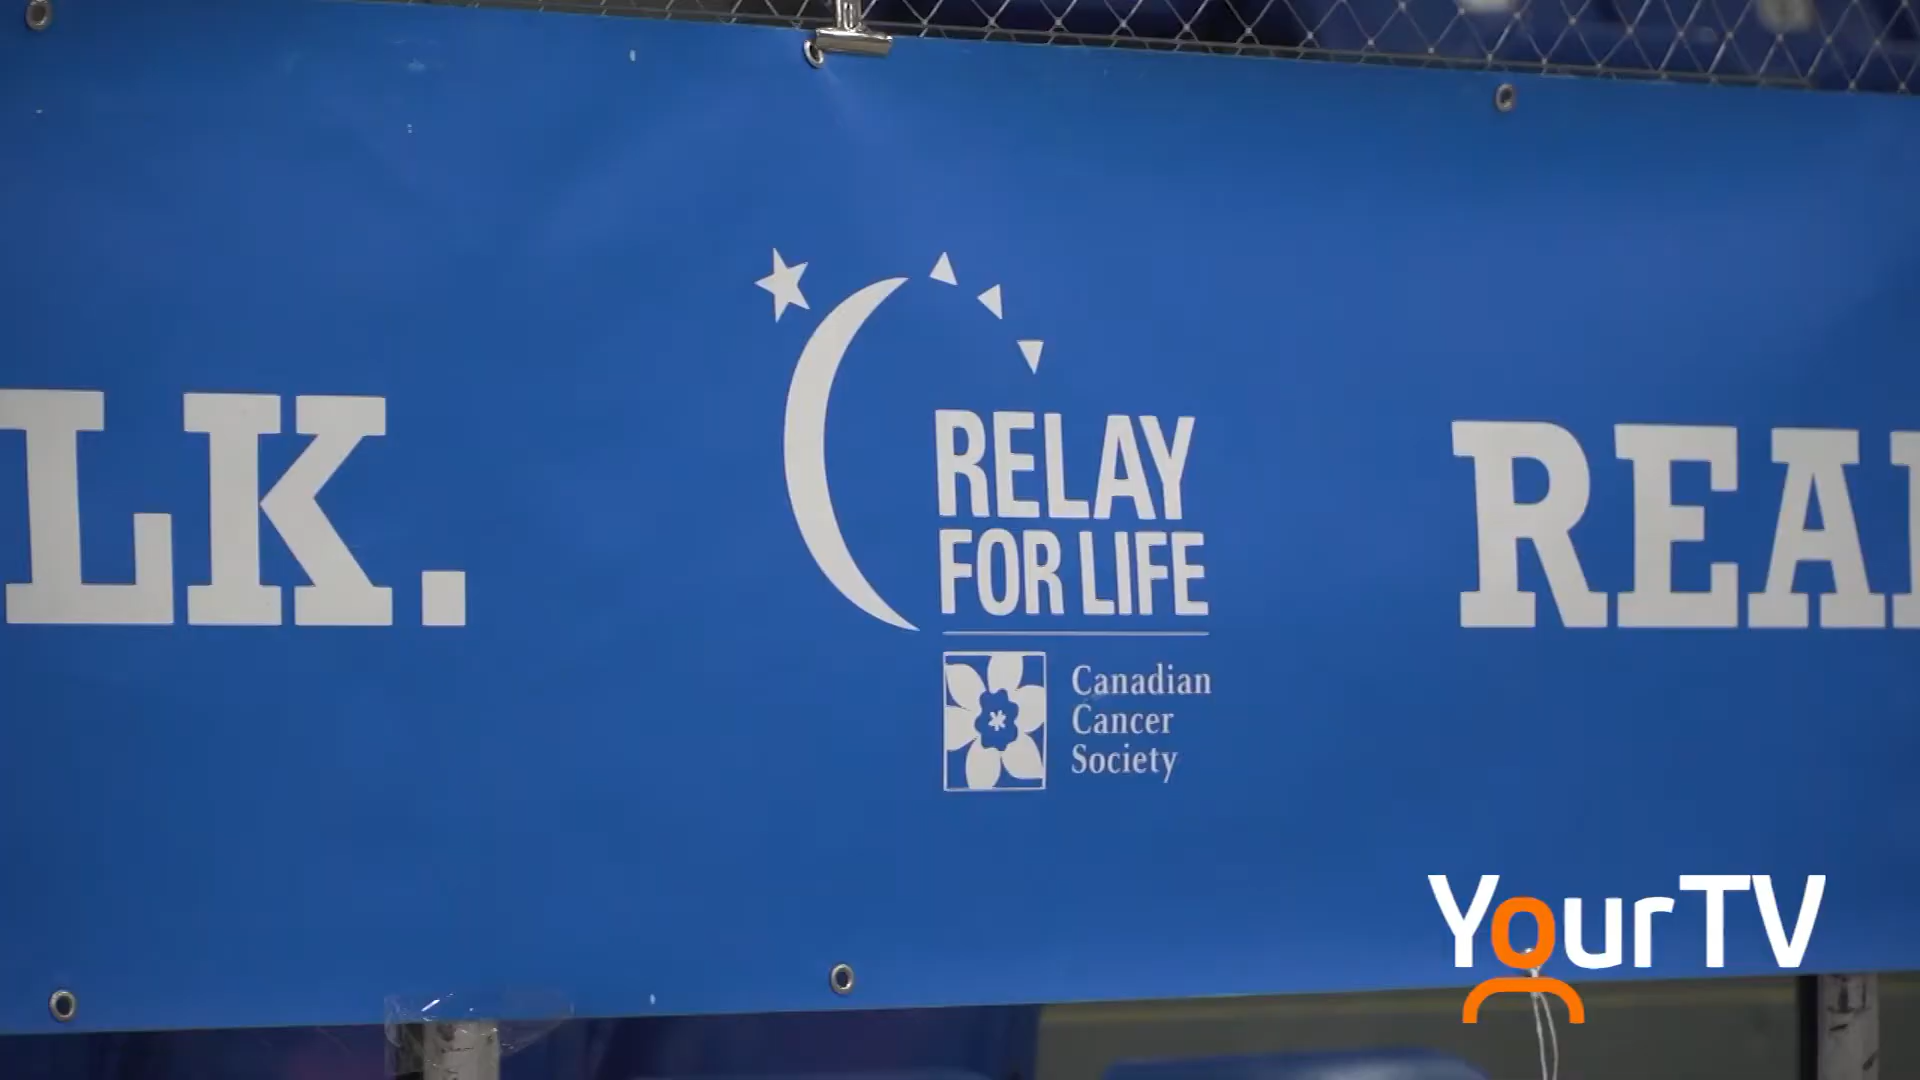 LK.
RELAY
FOR LIFE
Canadian
Cancer
Society
REA
YourTV